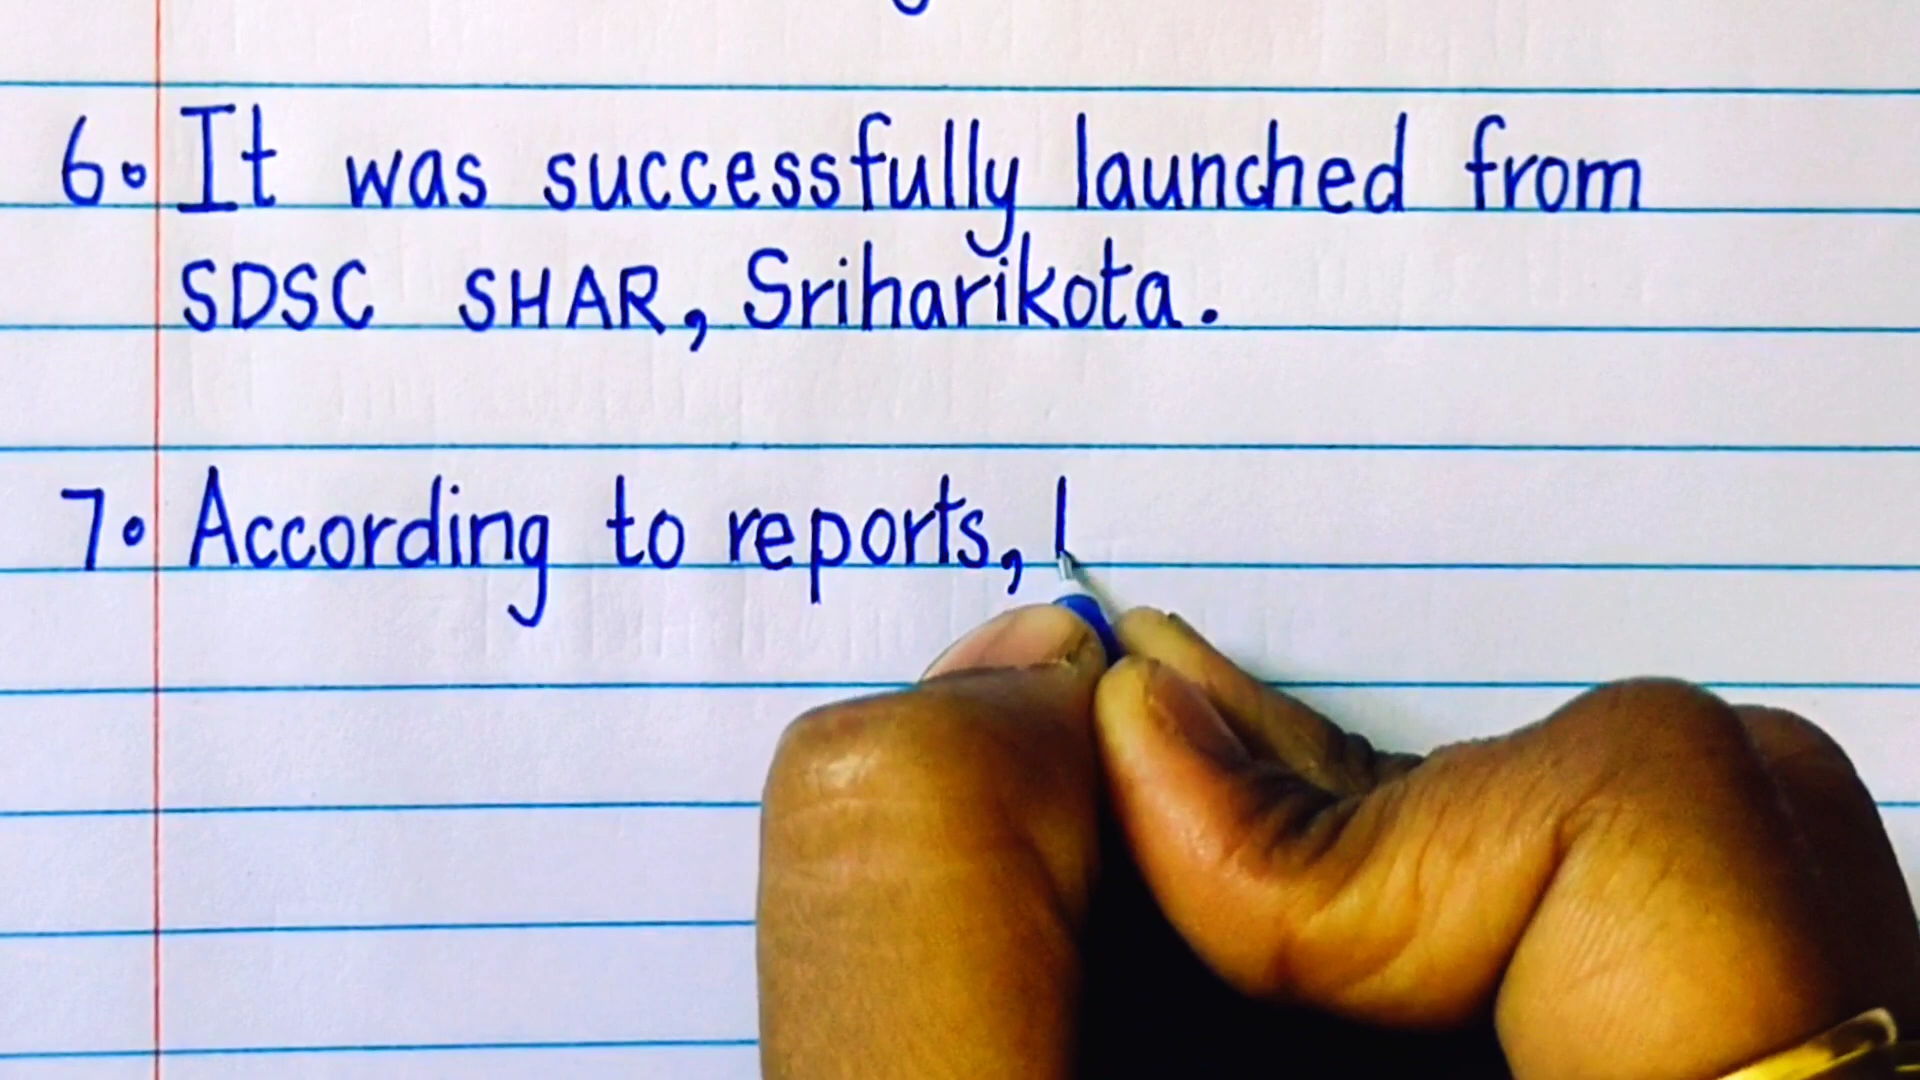 6. It was successfully launched from
SDSC SHAR, Sriharikota.
7. According to reports,